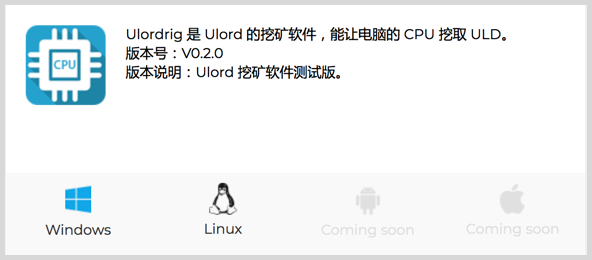 Ulordrig 是 Ulord 的挖矿软件，能让电脑的 CPU 挖取 ULD。
版本号：V0.2.0
版本说明：Ulord 挖矿软件测试版。
CPU
Windows
Linux
Coming soon
Coming soon